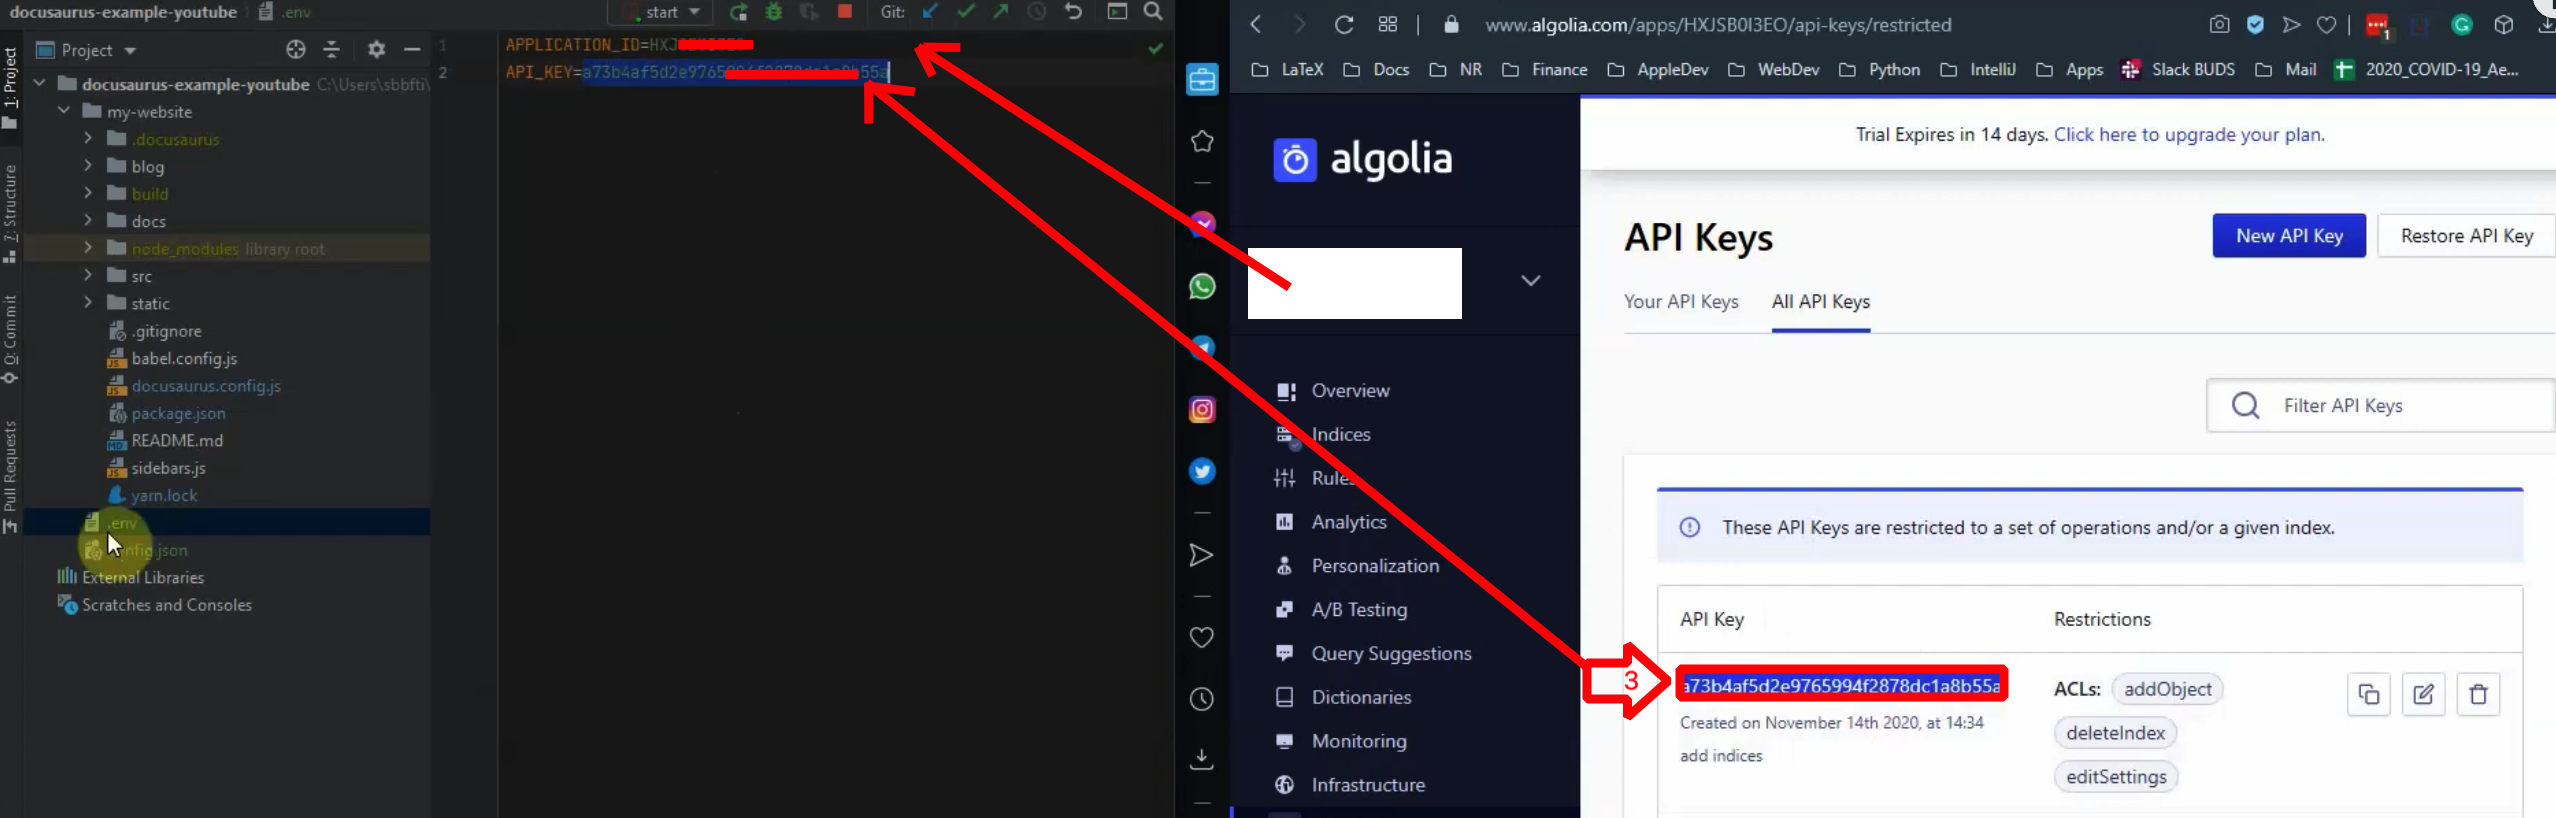 docusaurus-example-youtube .env
start Git:
1: Project
7: Structure
0: Commit
Pull Requests
Project
docusaurus-example-youtube C:\Users\sbbfti\
my-website
.docusaurus
blog
build
docs
node_modules library root
src
static
.gitignore
babel.config.js
docusaurus.config.js
package.json
README.md
sidebars.js
yarn.lock
.env
External Libraries
Scratches and Consoles
1 APPLICATION_ID=HXJ
2 API_KEY=a73b4af5d2e9765 55a
www.algolia.com/apps/HXJSB0I3EO/api-keys/restricted
1
LaTeX Docs NR Finance AppleDev WebDev Python IntelliJ Apps Slack BUDS Mail 2020_COVID-19_Ae...
algolia
Overview
Indices
Rules
Analytics
Personalization
A/B Testing
Query Suggestions
Dictionaries
Monitoring
Infrastructure
Trial Expires in 14 days. Click here to upgrade your plan.
API Keys
New API Key
Restore API Key
Your API Keys All API Keys
Filter API Keys
These API Keys are restricted to a set of operations and/or a given index.
API Key Restrictions
3
a73b4af5d2e9765994f2878dc1a8b55a
Created on November 14th 2020, at 14:34
add indices
ACLs: addObject
deleteIndex
editSettings